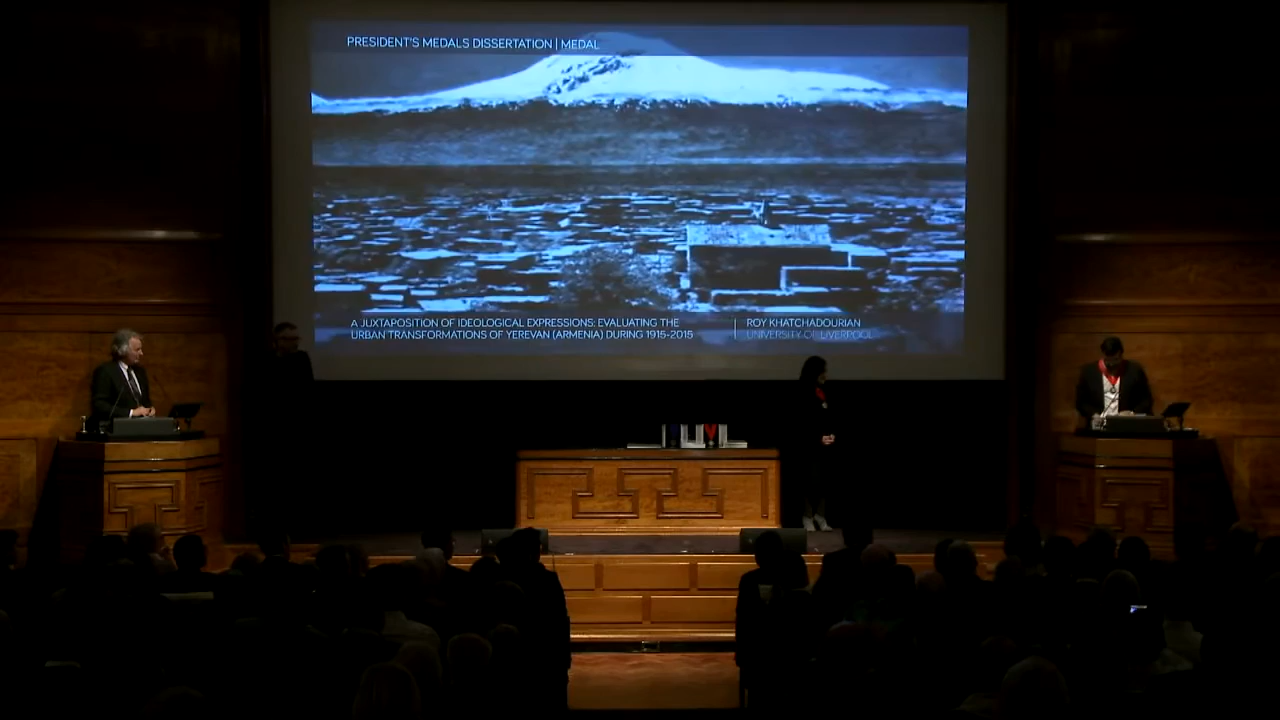 PRESIDENT'S MEDALS DISSERTATION | MEDAL
A JUXTAPOSITION OF IDEOLOGICAL EXPRESSIONS: EVALUATING THE
URBAN TRANSFORMATIONS OF YEREVAN (ARMENIA) DURING 1915-2015
ROY KHATCHADOURIAN
UNIVERSITY OF LIVERPOOL